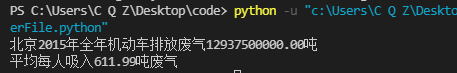 PS C:\Users\C Q Z\Desktop\code> python -u "c:\Users\C Q Z\Deskto
erFile.python"
北京2015年全年机动车排放废气12937500000.00吨
平均每人吸入611.99吨废气